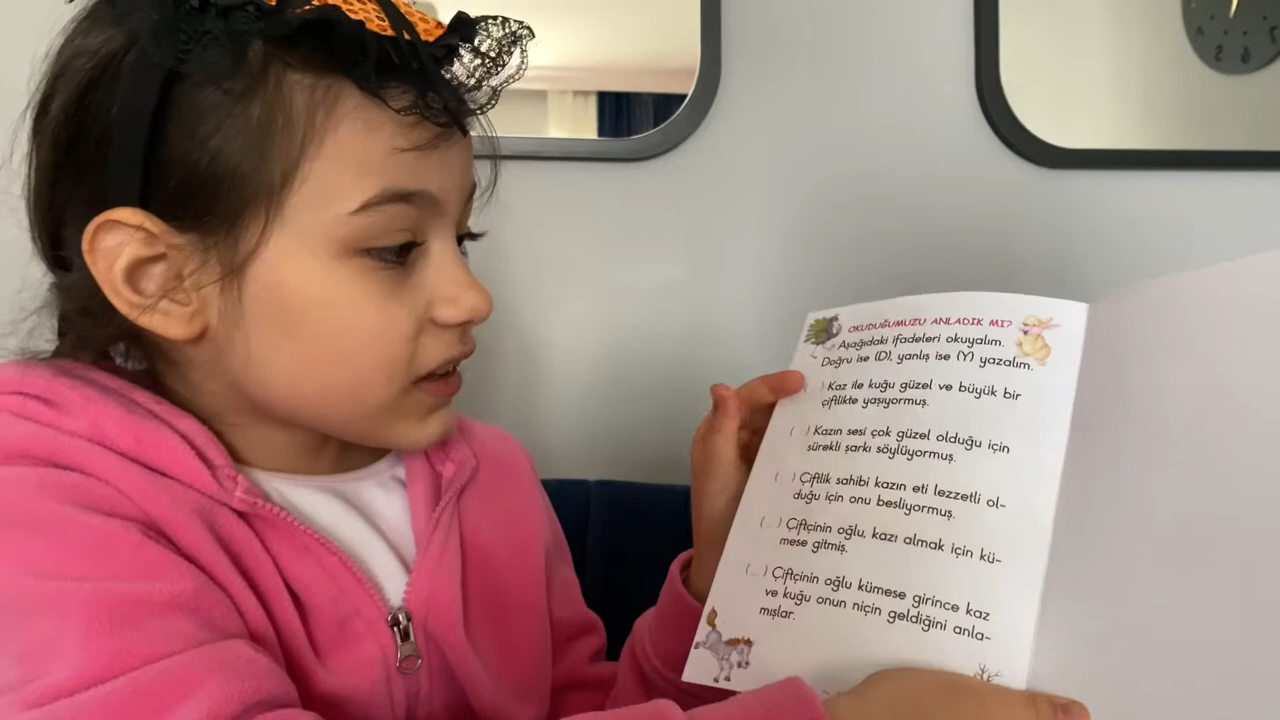 OKUDUĞUMUZU ANLADIK MI?
Aşağıdaki ifadeleri okuyalım.
Doğru ise (D), yanlış ise (Y) yazalım.
(...) Kaz ile kuğu güzel ve büyük bir
çiftlikte yaşıyormuş.
(...) Kazın sesi çok güzel olduğu için
sürekli şarkı söylüyormuş.
(...) Çiftlik sahibi kazın eti lezzetli ol-
duğu için onu besliyormuş.
(...) Çiftçinin oğlu, kazı almak için kü-
mese gitmiş.
(...) Çiftçinin oğlu kümese girince kaz
ve kuğu onun niçin geldiğini anla-
mışlar.